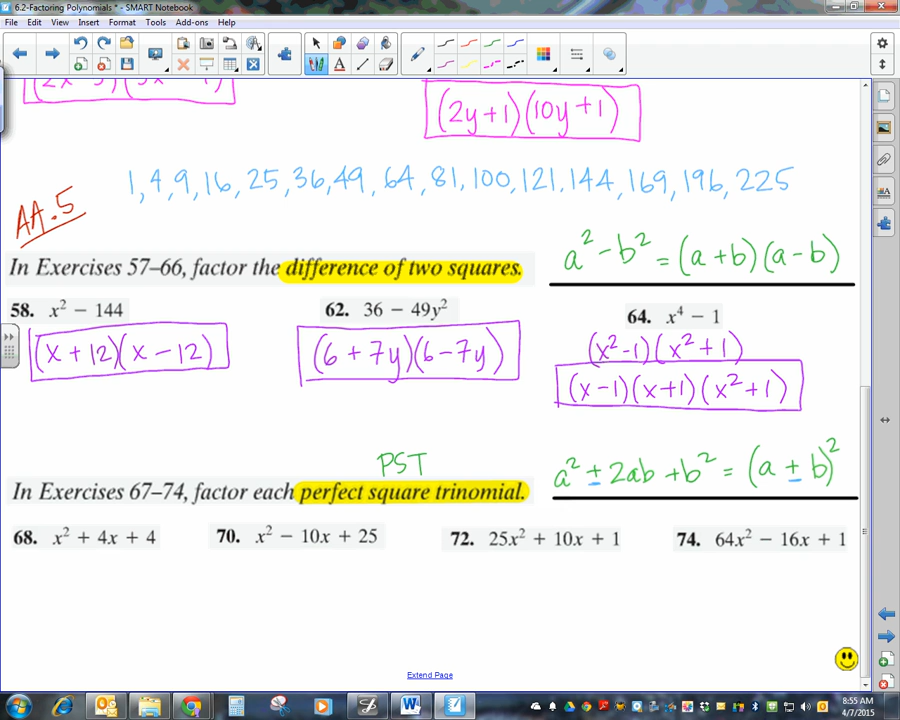 6.2-Factoring Polynomials * - SMART Notebook
File Edit View Insert Format Tools Add-ons Help
(2y+1)(10y+1)
1, 4, 9, 16, 25, 36, 49, 64, 81, 100, 121, 144, 169, 196, 225
AA.5
In Exercises 57–66, factor the difference of two squares.
a² - b² = (a+b)(a-b)
58. x² − 144
62. 36 − 49y²
64. x⁴ − 1
(x+12)(x-12)
(6+7y)(6-7y)
(x²-1)(x²+1)
(x-1)(x+1)(x²+1)
PST
In Exercises 67–74, factor each perfect square trinomial.
a² ± 2ab + b² = (a ± b)²
68. x² + 4x + 4
70. x² − 10x + 25
72. 25x² + 10x + 1
74. 64x² − 16x + 1
Extend Page
8:55 AM
4/7/2015